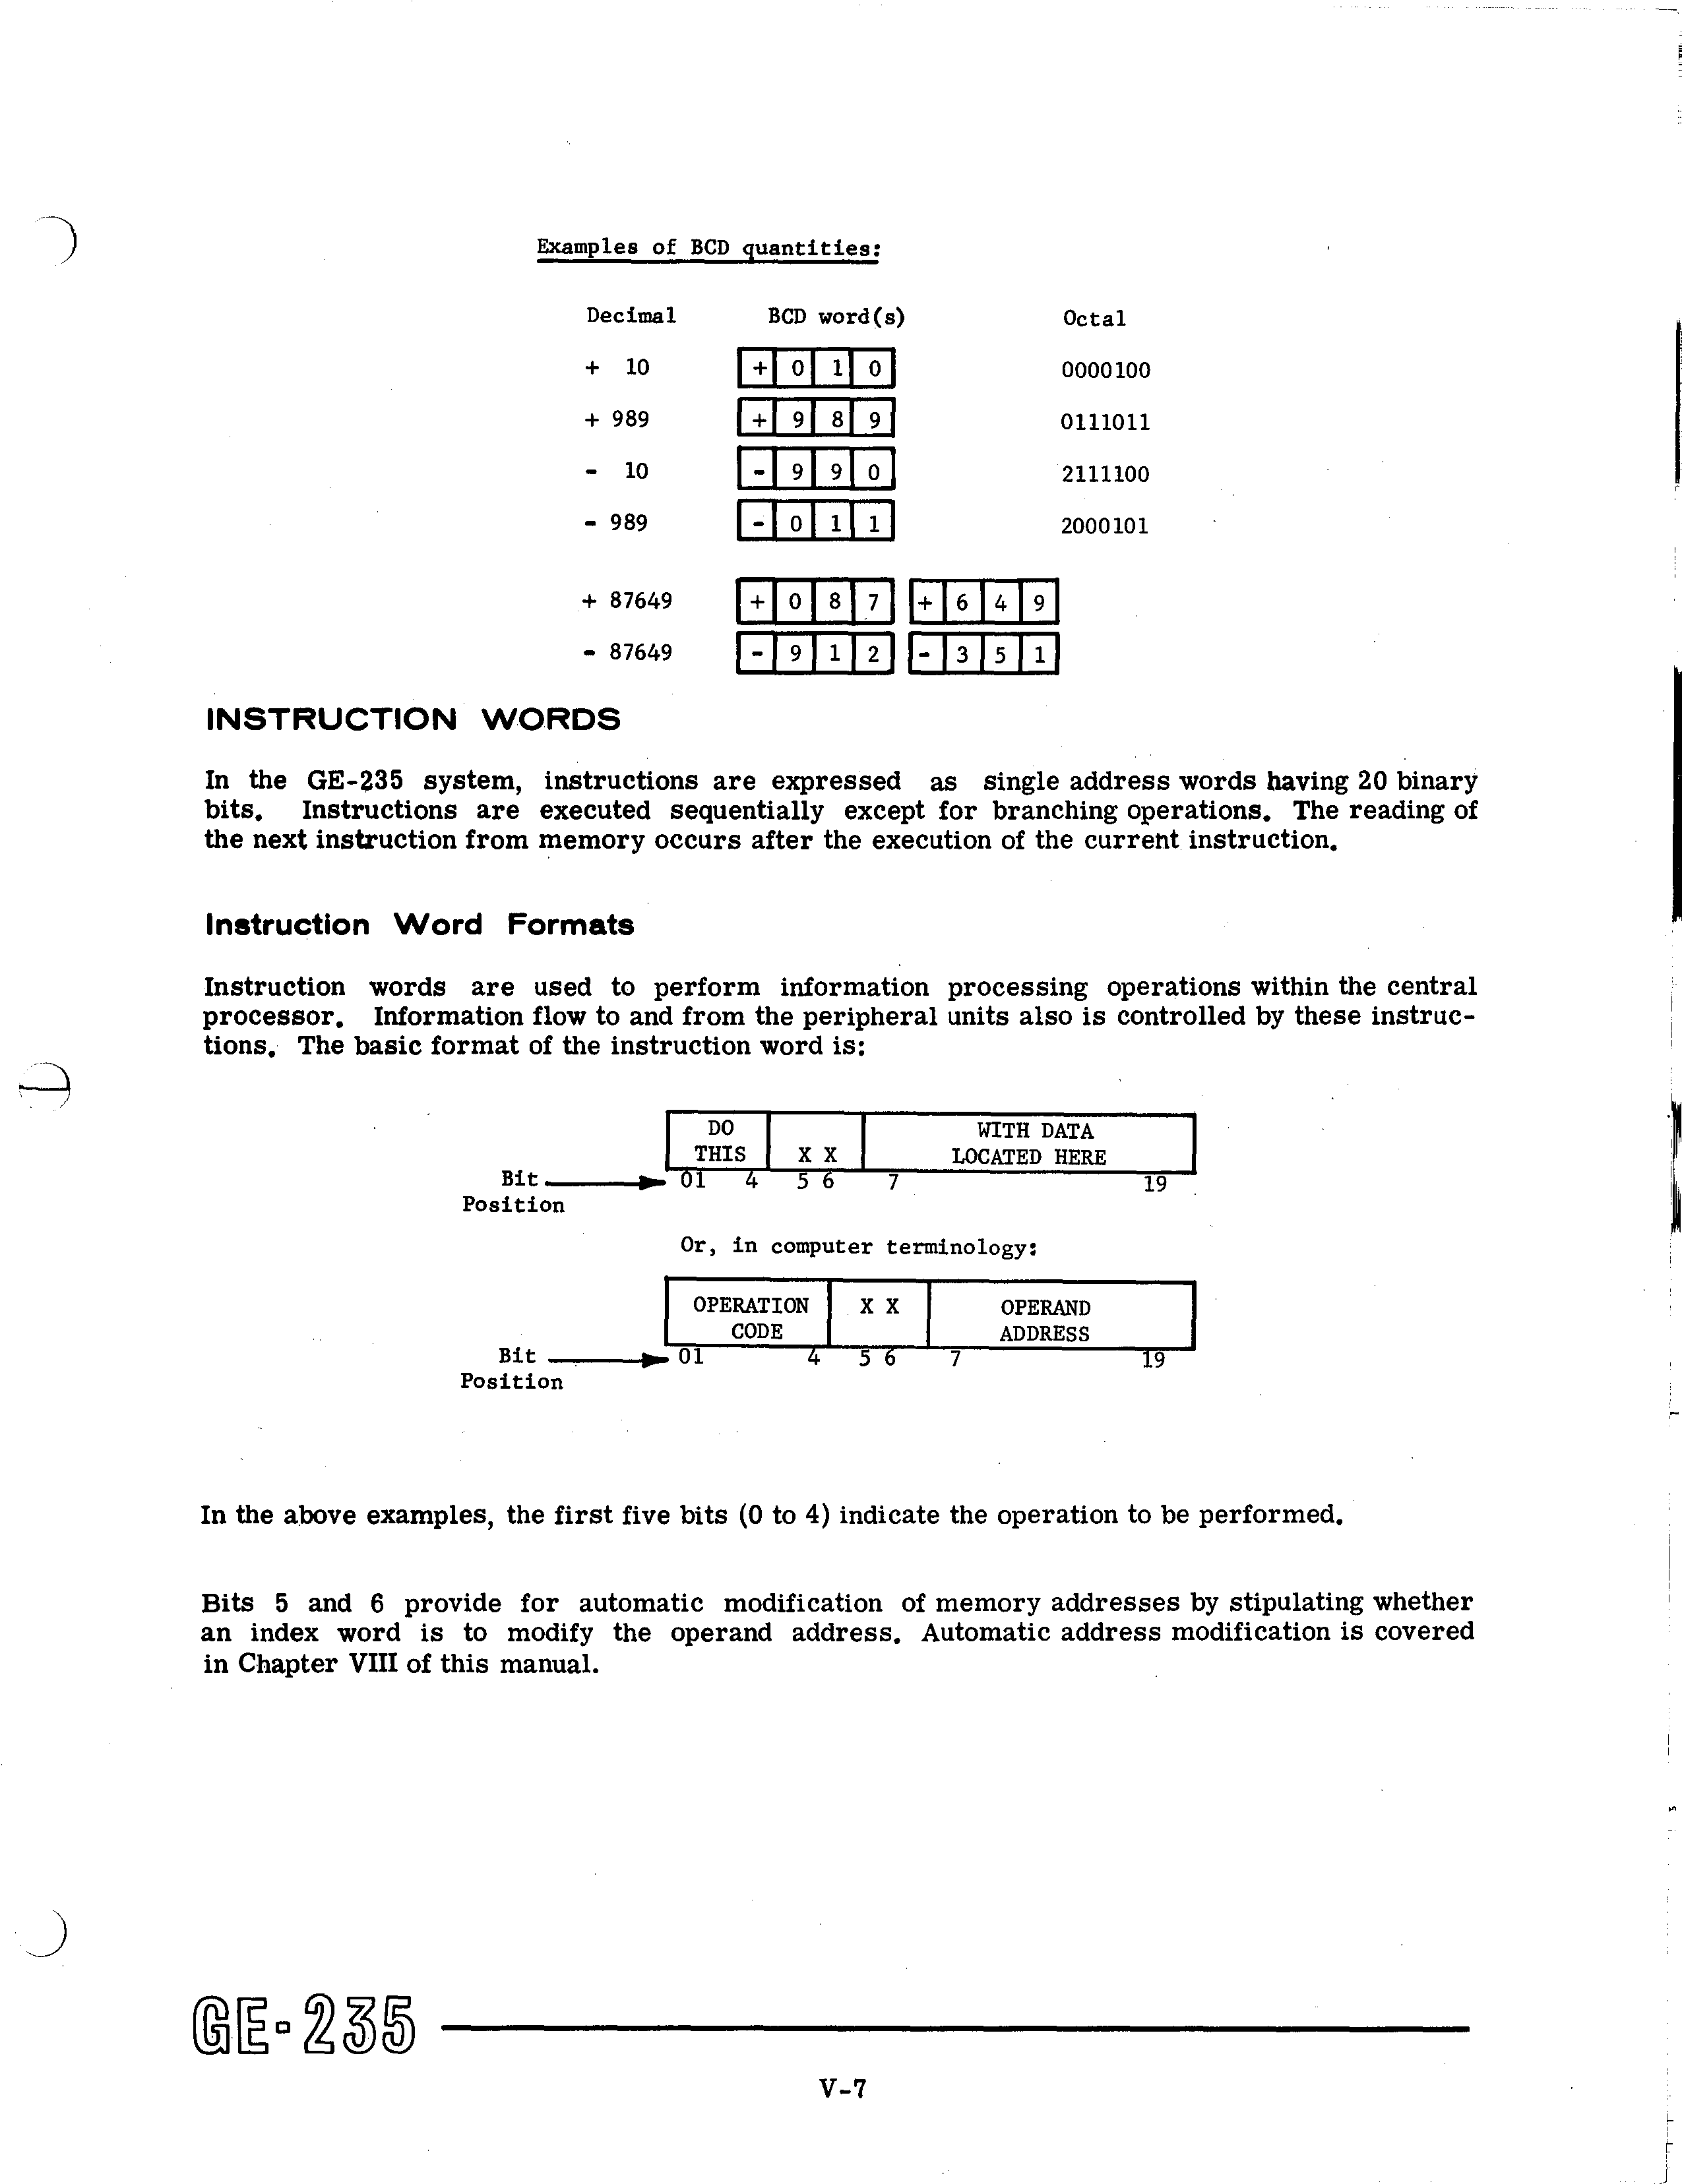 Examples of BCD quantities:
Decimal BCD word(s) Octal
+ 10 + 0 1 0 0000100
+ 989 + 9 8 9 0111011
- 10 - 9 9 0 2111100
- 989 - 0 1 1 2000101
+ 87649 + 0 8 7 + 6 4 9
- 87649 - 9 1 2 - 3 5 1
INSTRUCTION WORDS
In the GE-235 system, instructions are expressed as single address words having 20 binary
bits. Instructions are executed sequentially except for branching operations. The reading of
the next instruction from memory occurs after the execution of the current instruction.
Instruction Word Formats
Instruction words are used to perform information processing operations within the central
processor. Information flow to and from the peripheral units also is controlled by these instruc-
tions. The basic format of the instruction word is:
DO WITH DATA
THIS X X LOCATED HERE
Bit 01 4 5 6 7 19
Position
Or, in computer terminology:
OPERATION X X OPERAND
CODE ADDRESS
Bit 01 4 5 6 7 19
Position
In the above examples, the first five bits (0 to 4) indicate the operation to be performed.
Bits 5 and 6 provide for automatic modification of memory addresses by stipulating whether
an index word is to modify the operand address. Automatic address modification is covered
in Chapter VIII of this manual.
GE-235
V-7